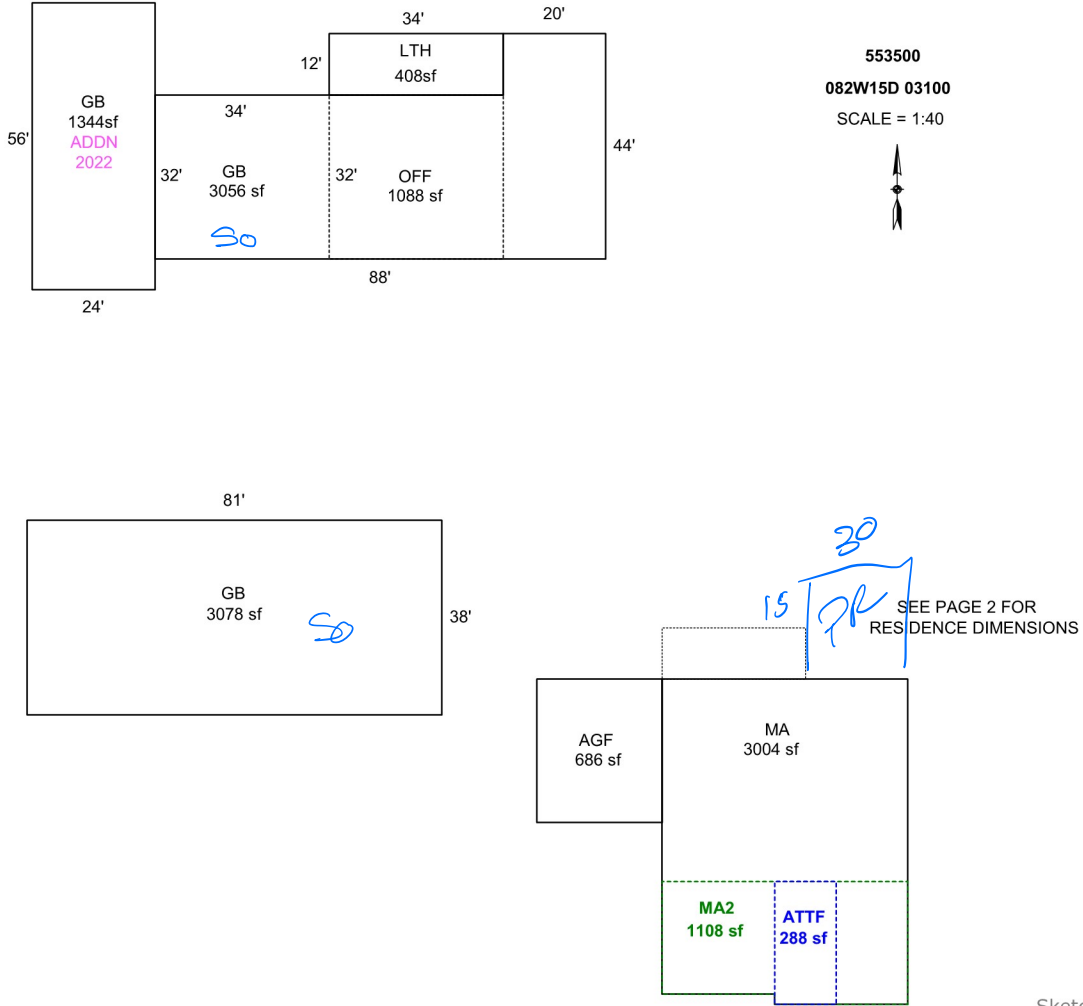 34'
20'
12'
LTH
408sf
553500
082W15D 03100
SCALE = 1:40
GB
1344sf
ADDN
2022
34'
56'
44'
32'
GB
3056 sf
32'
OFF
1088 sf
So
88'
24'
81'
30
GB
3078 sf
So
38'
15
PR
SEE PAGE 2 FOR
RESIDENCE DIMENSIONS
AGF
686 sf
MA
3004 sf
MA2
1108 sf
ATTF
288 sf